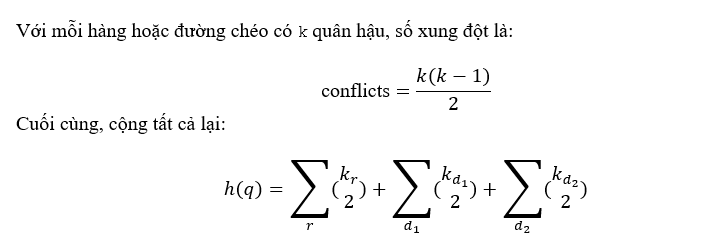 Với mỗi hàng hoặc đường chéo có k quân hậu, số xung đột là:
conflicts = \frac{k(k − 1)}{2}
Cuối cùng, cộng tất cả lại:
h(q) = \sum_{r} \binom{k_r}{2} + \sum_{d_1} \binom{k_{d_1}}{2} + \sum_{d_2} \binom{k_{d_2}}{2}